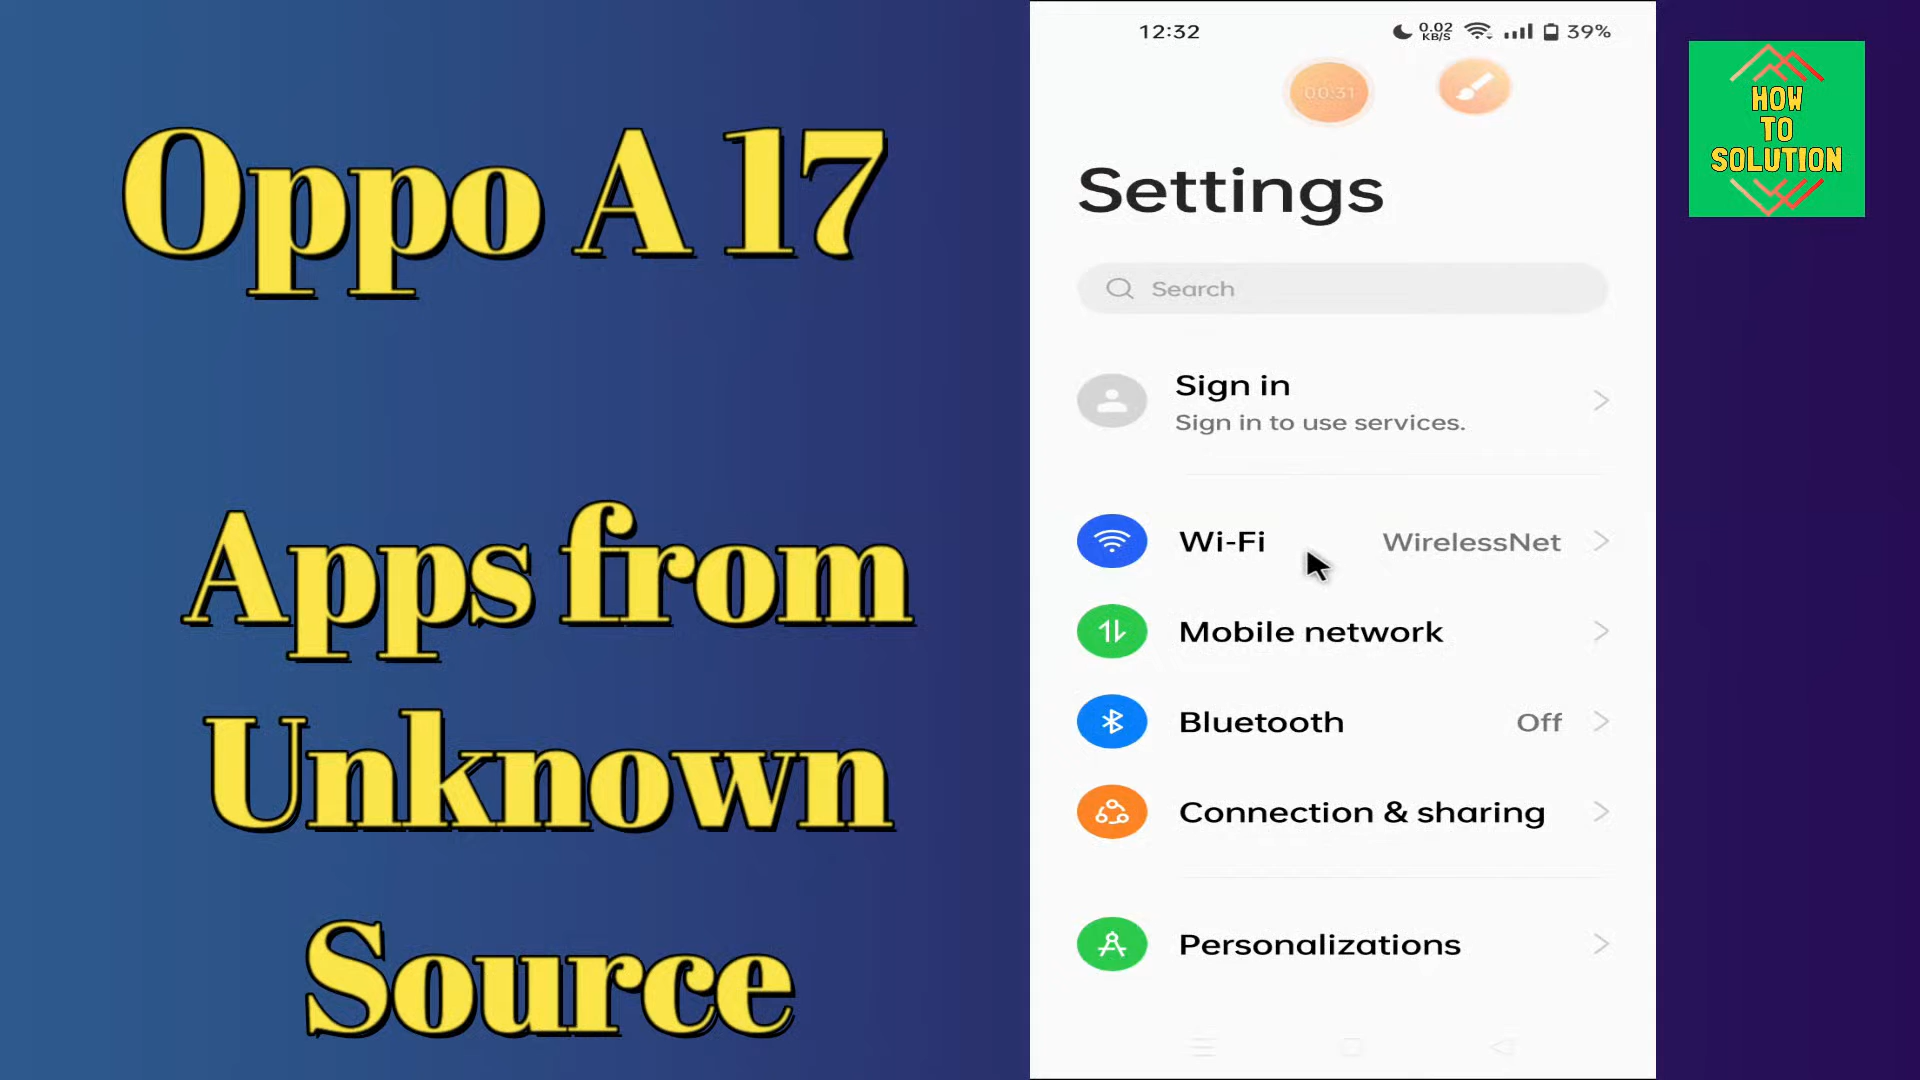 Oppo A 17
Apps from
Unknown
Source
12:32
0.02
KB/S
39%
00:31
Settings
Search
Sign in
Sign in to use services.
Wi-Fi WirelessNet
Mobile network
Bluetooth Off
Connection & sharing
Personalizations
HOW
TO
SOLUTION